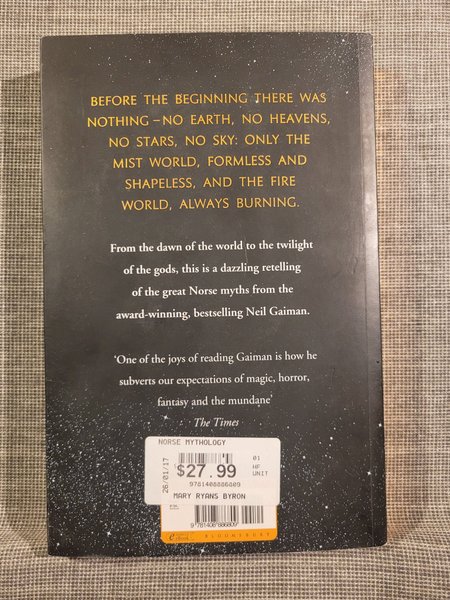 BEFORE THE BEGINNING THERE WAS
NOTHING – NO EARTH, NO HEAVENS,
NO STARS, NO SKY: ONLY THE
MIST WORLD, FORMLESS AND
SHAPELESS, AND THE FIRE
WORLD, ALWAYS BURNING.
From the dawn of the world to the twilight
of the gods, this is a dazzling retelling
of the great Norse myths from the
award-winning, bestselling Neil Gaiman.
‘One of the joys of reading Gaiman is how he
subverts our expectations of magic, horror,
fantasy and the mundane’
The Times
NORSE MYTHOLOGY
26/01/17
$27.99
01
HF
UNIT
9781408886809
MARY RYANS BYRON
9 781408 886809
BLOOMSBURY